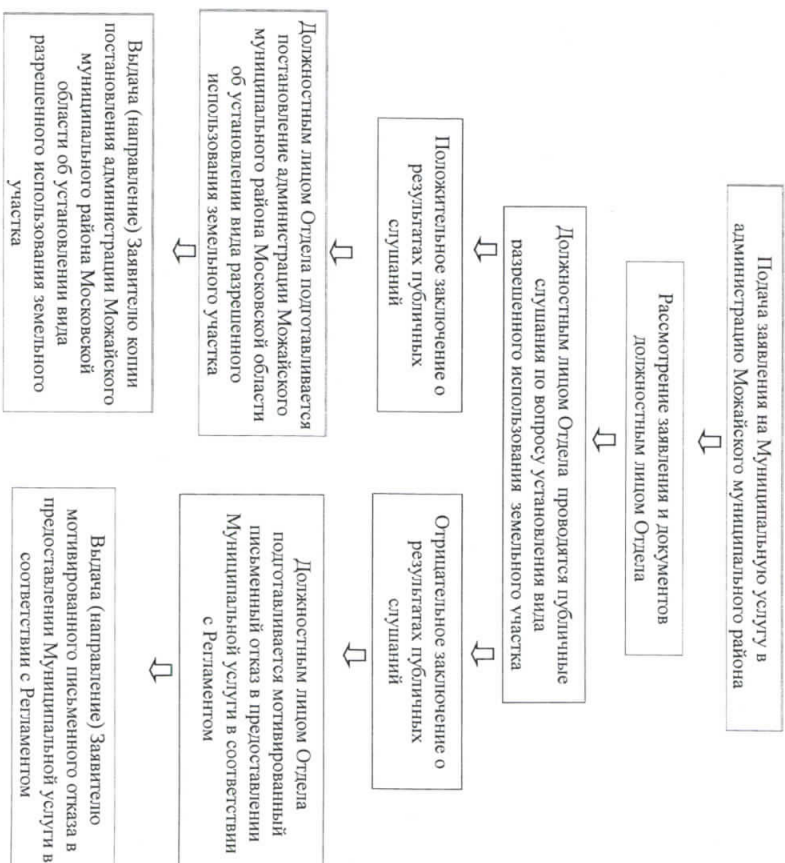 Подача заявления на Муниципальную услугу в
администрацию Можайского муниципального района
Рассмотрение заявления и документов
должностным лицом Отдела
Должностным лицом Отдела проводятся публичные
слушания по вопросу установления вида
разрешенного использования земельного участка
Положительное заключение о
результатах публичных
слушаний
Отрицательное заключение о
результатах публичных
слушаний
Должностным лицом Отдела подготавливается
постановление администрации Можайского
муниципального района Московской области
об установлении вида разрешенного
использования земельного участка
Должностным лицом Отдела
подготавливается мотивированный
письменный отказ в предоставлении
Муниципальной услуги в соответствии
с Регламентом
Выдача (направление) Заявителю копии
постановления администрации Можайского
муниципального района Московской
области об установлении вида
разрешенного использования земельного
участка
Выдача (направление) Заявителю
мотивированного письменного отказа в
предоставлении Муниципальной услуги в
соответствии с Регламентом